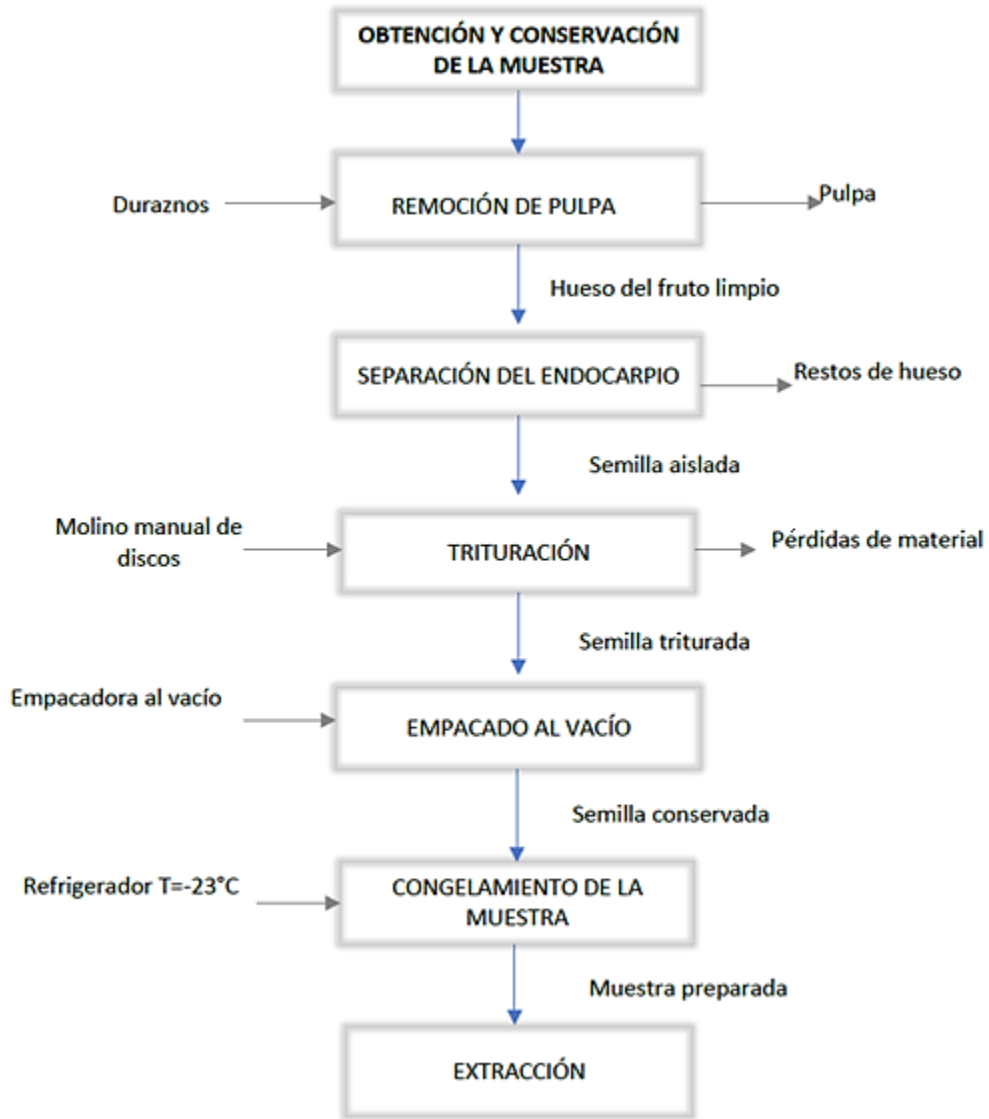 OBTENCIÓN Y CONSERVACIÓN
DE LA MUESTRA
Duraznos
REMOCIÓN DE PULPA
Pulpa
Hueso del fruto limpio
SEPARACIÓN DEL ENDOCARPIO
Restos de hueso
Semilla aislada
Molino manual de
discos
TRITURACIÓN
Pérdidas de material
Semilla triturada
Empacadora al vacío
EMPACADO AL VACÍO
Semilla conservada
Refrigerador T=-23°C
CONGELAMIENTO DE LA
MUESTRA
Muestra preparada
EXTRACCIÓN